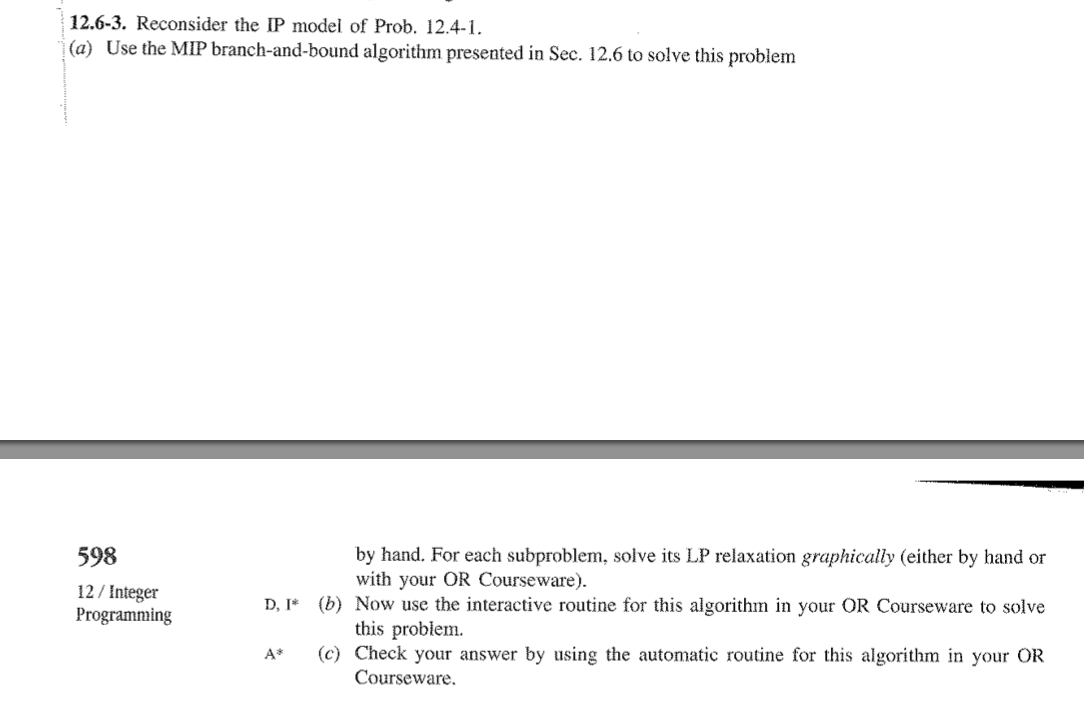 12.6-3. Reconsider the IP model of Prob. 12.4-1.
(a) Use the MIP branch-and-bound algorithm presented in Sec. 12.6 to solve this problem
598
12 / Integer
Programming
by hand. For each subproblem, solve its LP relaxation graphically (either by hand or
with your OR Courseware).
D, I* (b) Now use the interactive routine for this algorithm in your OR Courseware to solve
this problem.
A* (c) Check your answer by using the automatic routine for this algorithm in your OR
Courseware.